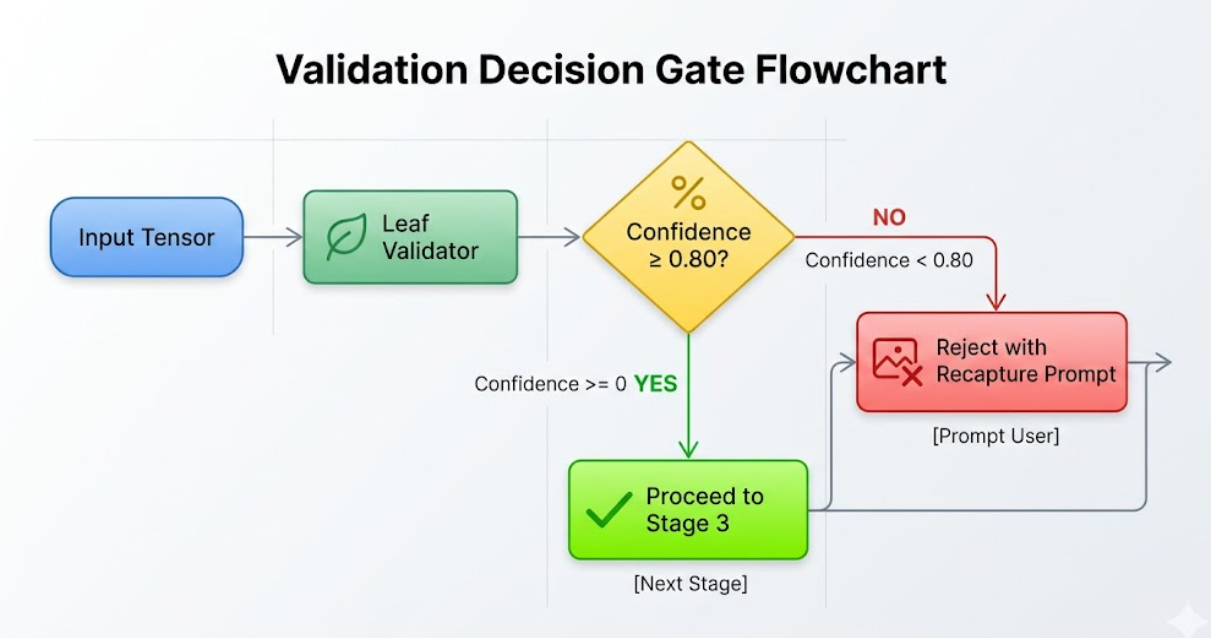 Validation Decision Gate Flowchart
Input Tensor
Leaf
Validator
%
Confidence
≥ 0.80?
NO
Confidence < 0.80
Confidence >= 0 YES
Reject with
Recapture Prompt
[Prompt User]
Proceed to
Stage 3
[Next Stage]